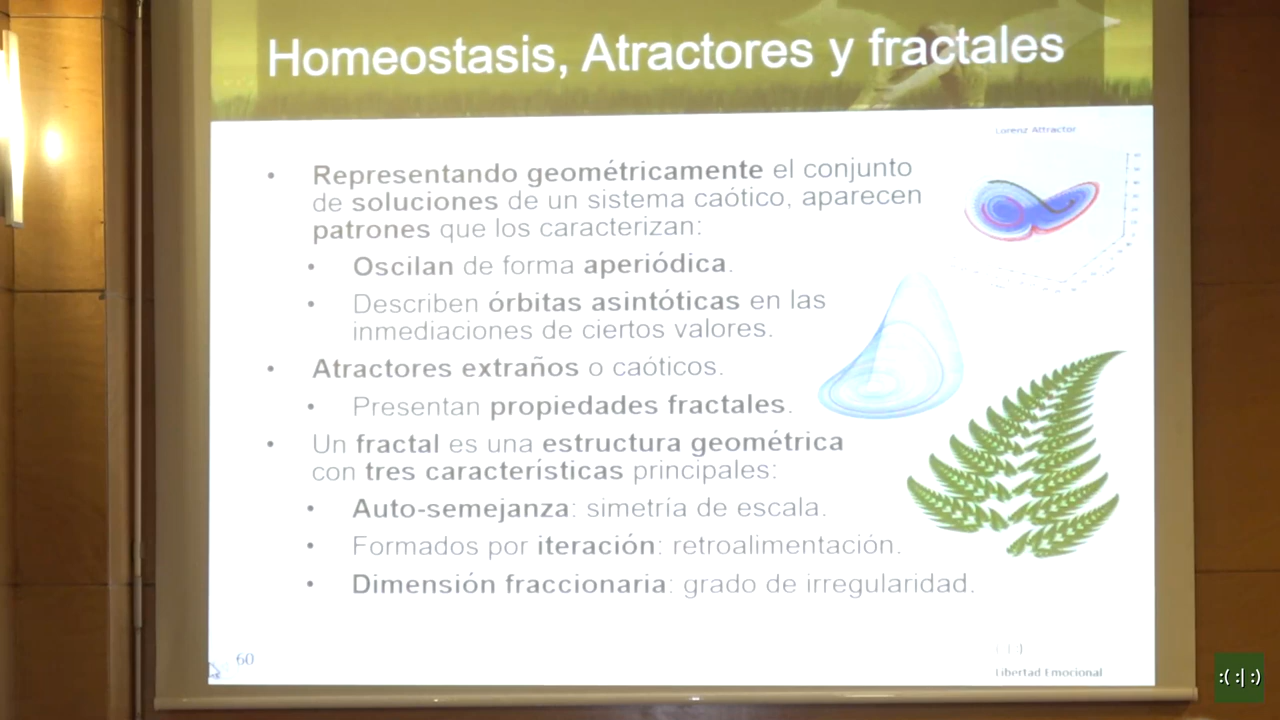 Homeostasis, Atractores y fractales
Lorenz Attractor
• Representando geométricamente el conjunto
de soluciones de un sistema caótico, aparecen
patrones que los caracterizan:
• Oscilan de forma aperiódica.
• Describen órbitas asintóticas en las
inmediaciones de ciertos valores.
• Atractores extraños o caóticos.
• Presentan propiedades fractales.
• Un fractal es una estructura geométrica
con tres características principales:
• Auto-semejanza: simetría de escala.
• Formados por iteración: retroalimentación.
• Dimensión fraccionaria: grado de irregularidad.
60
Libertad Emocional
:( :| :)